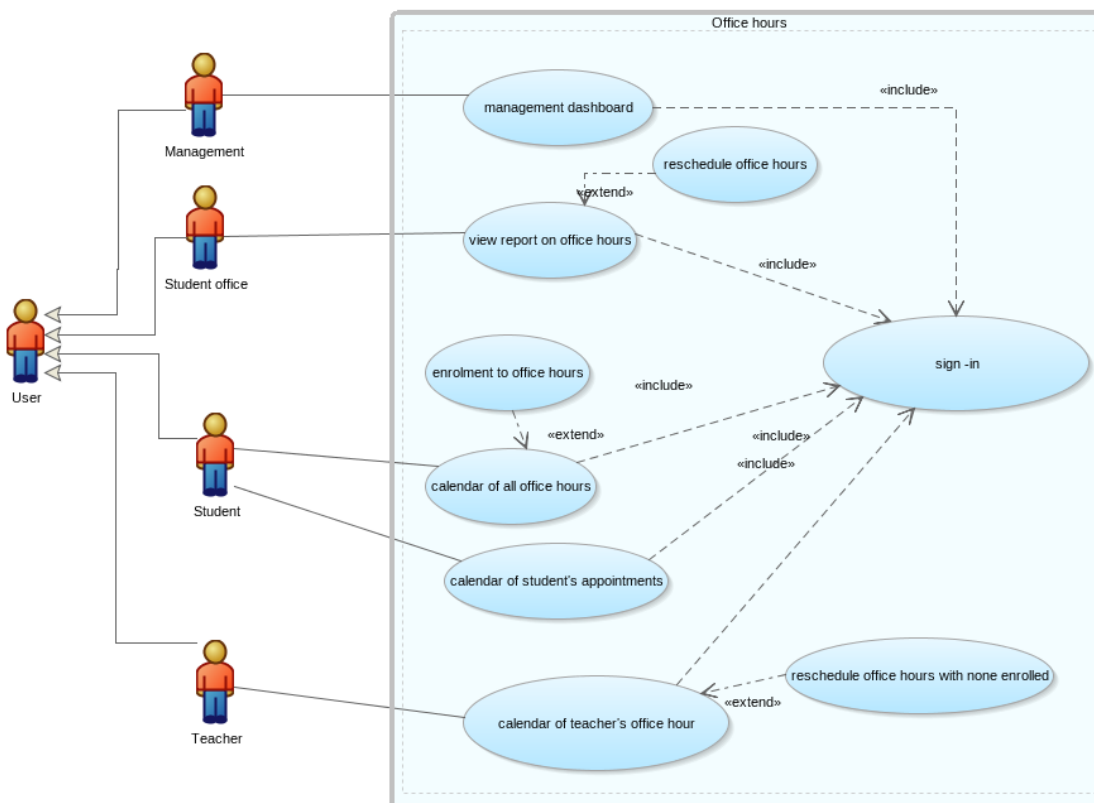 Office hours
management dashboard
«include»
Management
reschedule office hours
«extend»
view report on office hours
«include»
Student office
sign -in
User
enrolment to office hours
«include»
«extend»
calendar of all office hours
«include»
«include»
Student
calendar of student's appointments
reschedule office hours with none enrolled
«extend»
calendar of teacher's office hour
Teacher